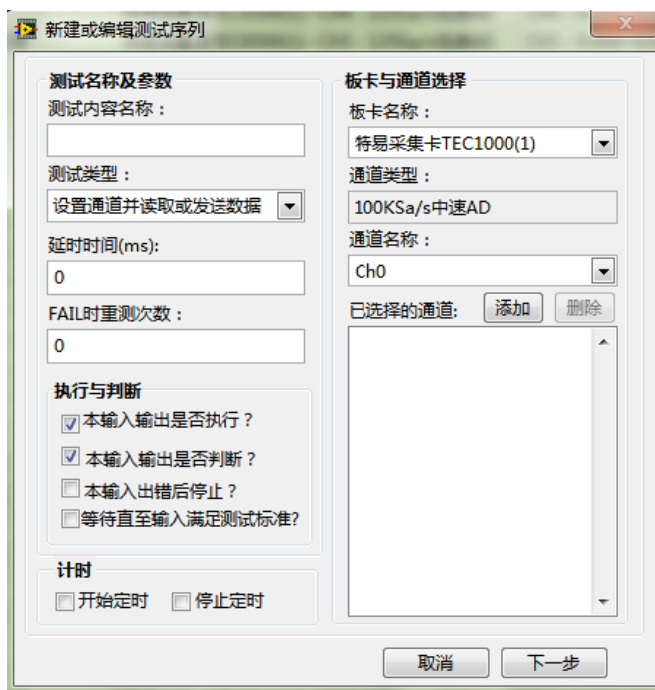 新建或编辑测试序列
测试名称及参数
测试内容名称：
测试类型：
设置通道并读取或发送数据
延时时间(ms):
0
FAIL时重测次数：
0
执行与判断
本输入输出是否执行？
本输入输出是否判断？
本输入出错后停止？
等待直至输入满足测试标准?
计时
开始定时
停止定时
板卡与通道选择
板卡名称：
特易采集卡TEC1000(1)
通道类型：
100KSa/s中速AD
通道名称：
Ch0
已选择的通道:
添加
删除
取消
下一步